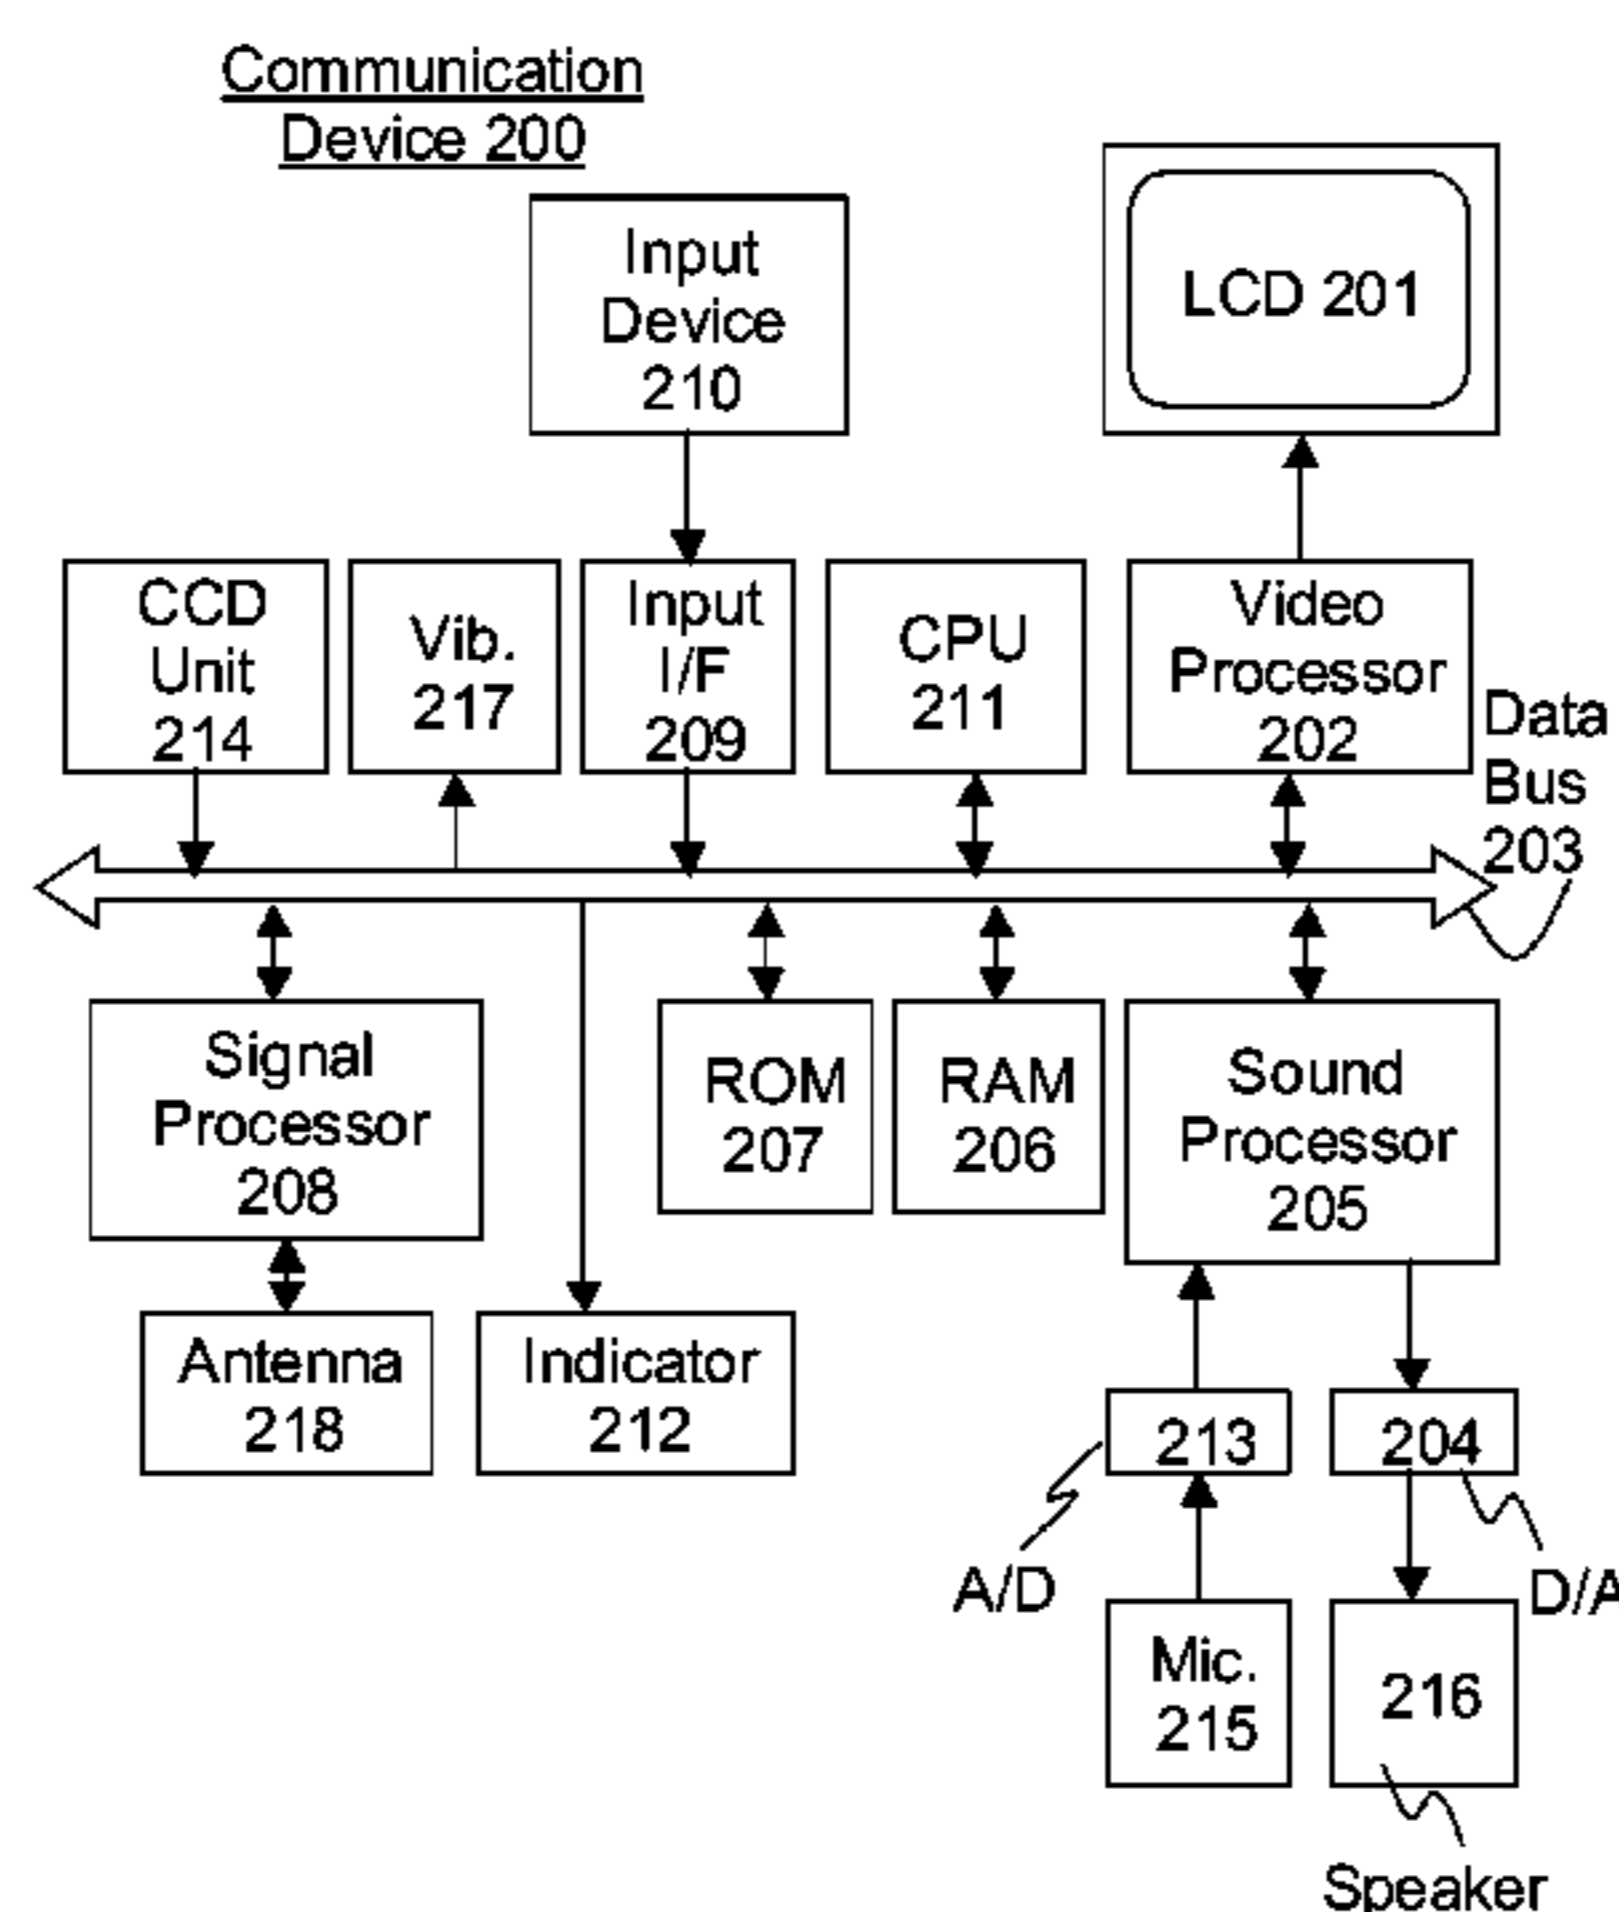 Communication
Device 200
Input
Device
210
LCD 201
CCD
Unit
214
Vib.
217
Input
I/F
209
CPU
211
Video
Processor
202
Data
Bus
203
Signal
Processor
208
ROM
207
RAM
206
Sound
Processor
205
Antenna
218
Indicator
212
213
204
A/D
D/A
Mic.
215
216
Speaker